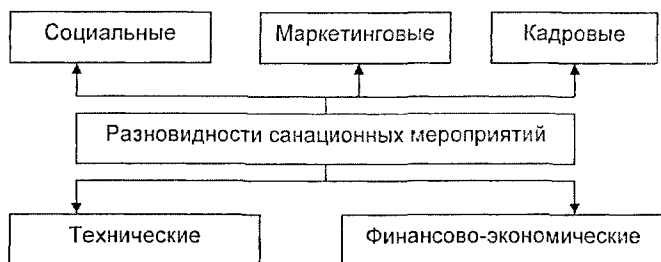 Социальные
Маркетинговые
Кадровые
Разновидности санационных мероприятий
Технические
Финансово-экономические